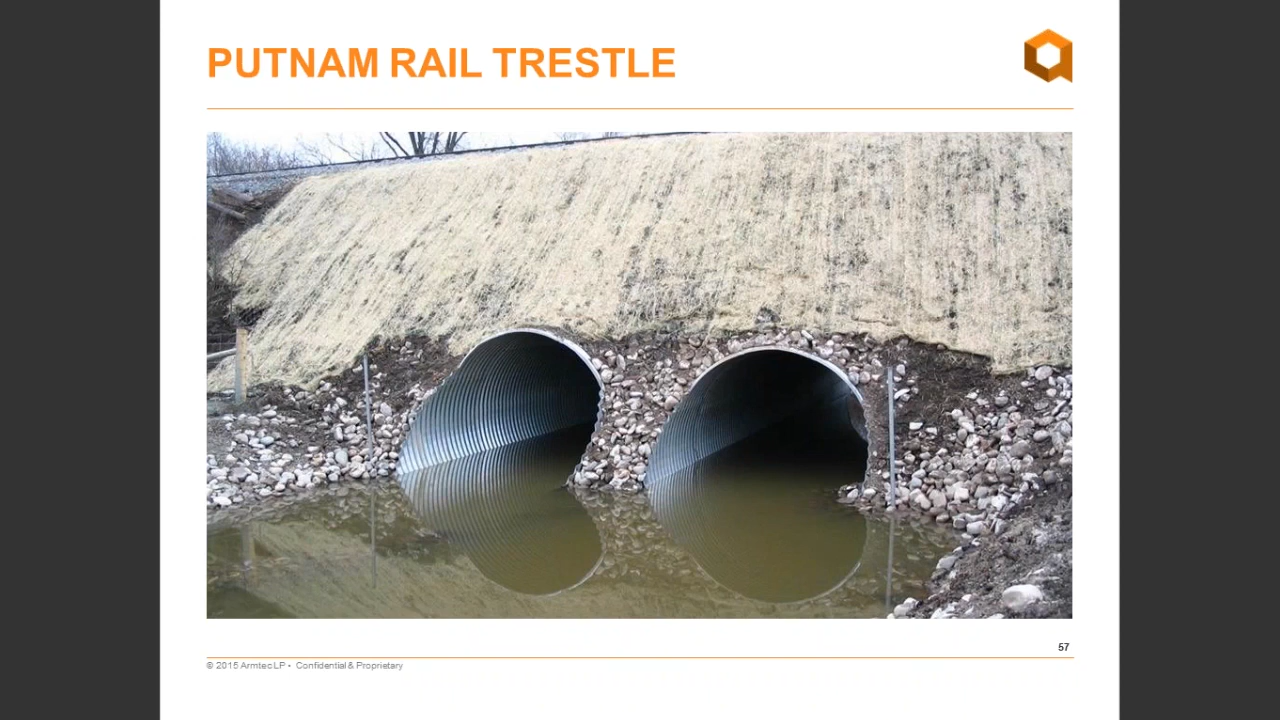 PUTNAM RAIL TRESTLE
57
© 2015 Armtec LP • Confidential & Proprietary